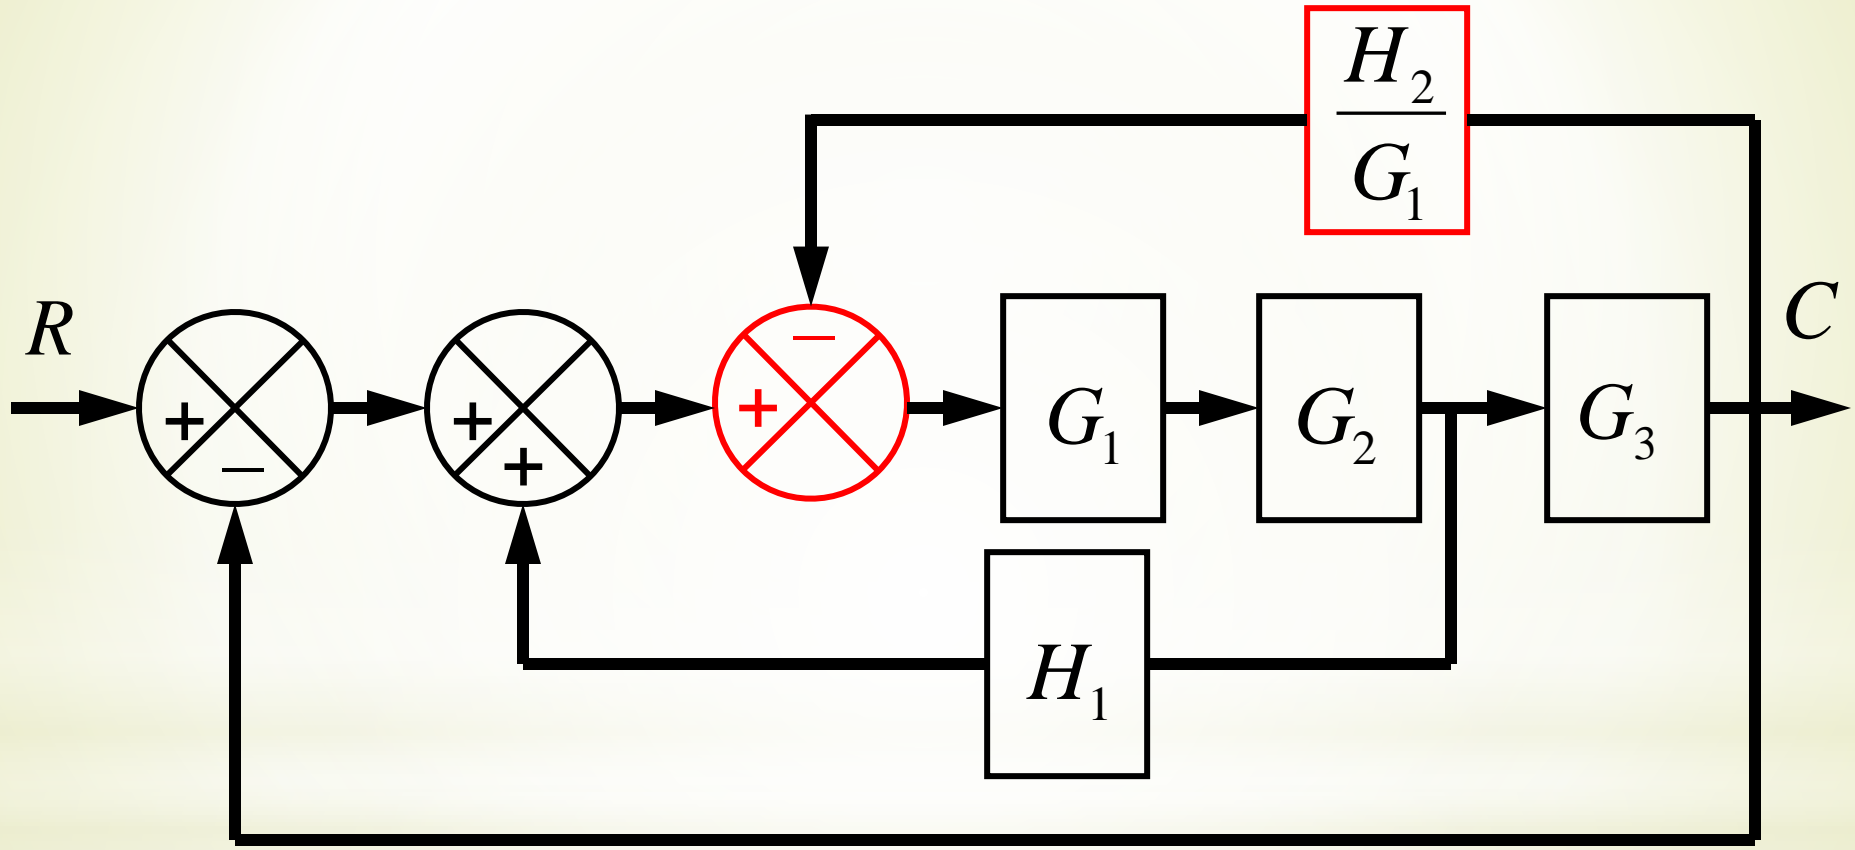 H₂
G₁
R
C
−
+
−
+
+
+
−
G₁
G₂
G₃
H₁